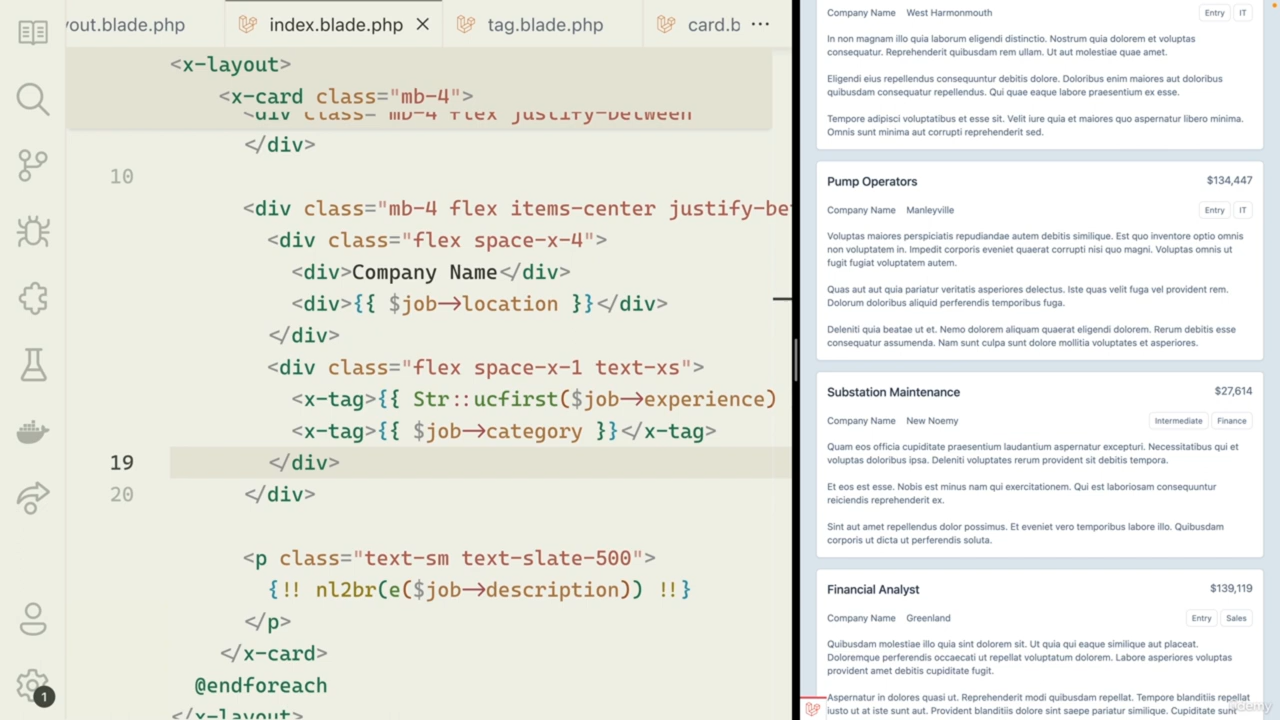 out.blade.php index.blade.php tag.blade.php card.b ...
<x-layout>
<x-card class="mb-4">
<div class="mb-4 flex justify-between
</div>
10
<div class="mb-4 flex items-center justify-be
<div class="flex space-x-4">
<div>Company Name</div>
<div>{{ $job->location }}</div>
</div>
<div class="flex space-x-1 text-xs">
<x-tag>{{ Str::ucfirst($job->experience)
<x-tag>{{ $job->category }}</x-tag>
19 </div>
20 </div>
<p class="text-sm text-slate-500">
{!! nl2br(e($job->description)) !!}
</p>
</x-card>
@endforeach
</x-layout>
1
Company Name West Harmonmouth Entry IT
In non magnam illo quia laborum eligendi distinctio. Nostrum quia dolorem et voluptas
consequatur. Reprehenderit quibusdam rem ullam. Ut aut molestiae quae amet.
Eligendi eius repellendus consequuntur debitis dolore. Doloribus enim maiores aut doloribus
quibusdam consequatur repellendus. Qui quae eaque labore praesentium ex esse.
Tempore adipisci voluptatibus et esse sit. Velit iure quia et maiores quo aspernatur libero minima.
Omnis sunt minima aut corrupti reprehenderit sed.
Pump Operators $134,447
Company Name Manleyville Entry IT
Voluptas maiores perspiciatis repudiandae autem debitis similique. Est quo inventore optio omnis
non voluptatem in. Impedit corporis eveniet quaerat corrupti nisi quo magni. Voluptas omnis ut
fugit fugiat voluptatem autem.
Quas aut aut quia pariatur veritatis asperiores delectus. Iste quas velit fuga vel provident rem.
Dolorum doloribus aliquid perferendis temporibus fuga.
Deleniti quia beatae ut et. Nemo dolorem aliquam quaerat eligendi dolorem. Rerum debitis esse
consequatur assumenda. Nam sunt culpa sunt dolore mollitia voluptates et asperiores.
Substation Maintenance $27,614
Company Name New Noemy Intermediate Finance
Quam eos officia cupiditate praesentium laudantium aspernatur excepturi. Necessitatibus qui et
voluptas doloribus ipsa. Deleniti voluptates rerum provident sit debitis tempora.
Et eos est esse. Nobis est minus nam qui exercitationem. Qui est laboriosam consequuntur
reiciendis reprehenderit ex.
Sint aut amet repellendus dolor possimus. Et eveniet vero temporibus labore illo. Quibusdam
corporis ut dicta ut perferendis soluta.
Financial Analyst $139,119
Company Name Greenland Entry Sales
Quibusdam molestiae illo quia sint dolorem sit. Ut quia qui eaque similique aut placeat.
Doloremque perferendis occaecati ut repellat voluptatum dolorem. Labore asperiores voluptas
provident amet debitis cupiditate fugit.
Aspernatur in dolores quasi ut. Reprehenderit modi quibusdam repellat. Tempore blanditiis repellat
iusto ut at iste sunt aut. Provident blanditiis dolore sint saepe pariatur similique. Cupiditate sunt